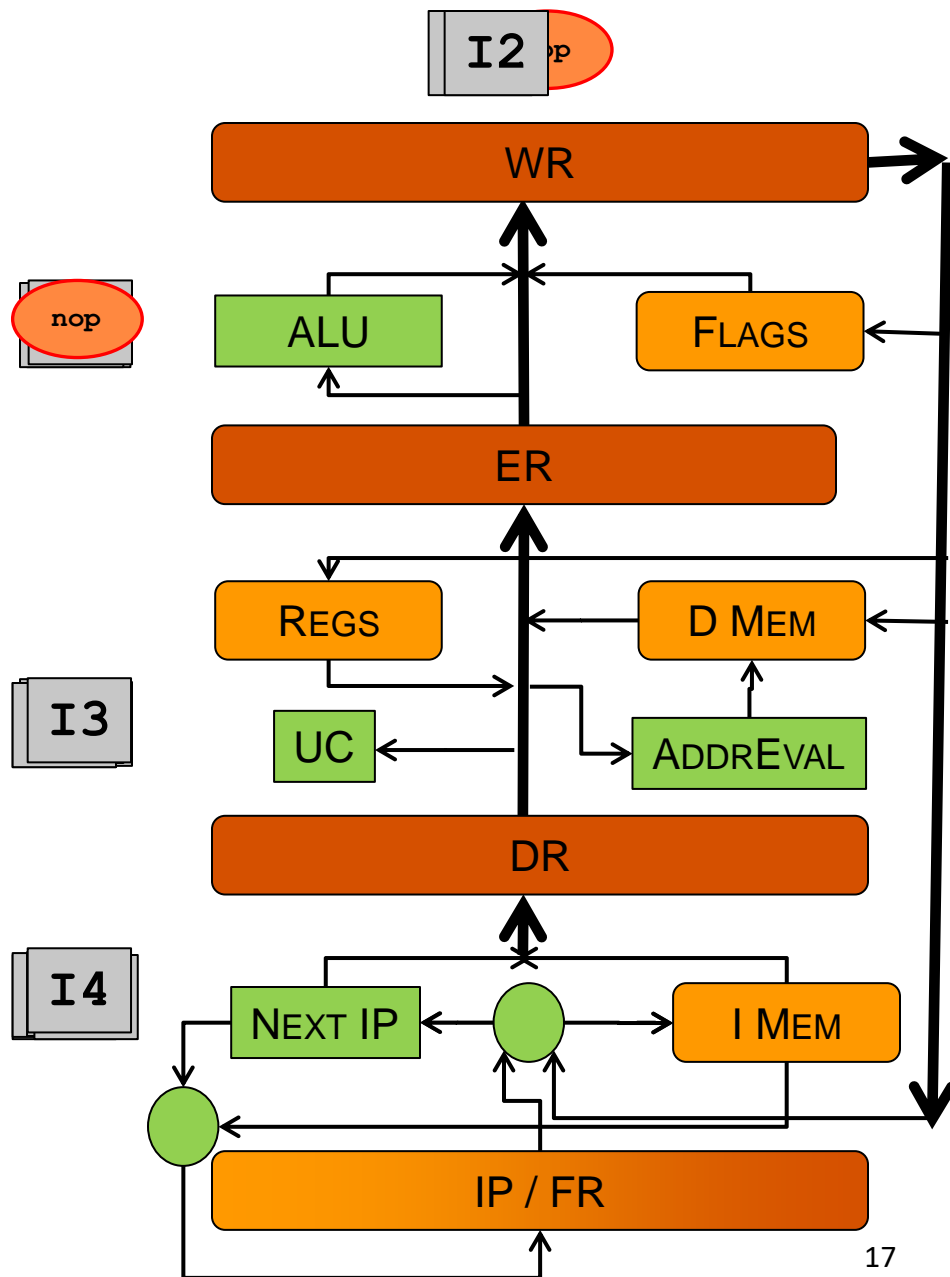 I2 op
WR
nop
ALU
FLAGS
ER
REGS
D MEM
I3
UC
ADDREVAL
DR
I4
NEXT IP
I MEM
IP / FR
17